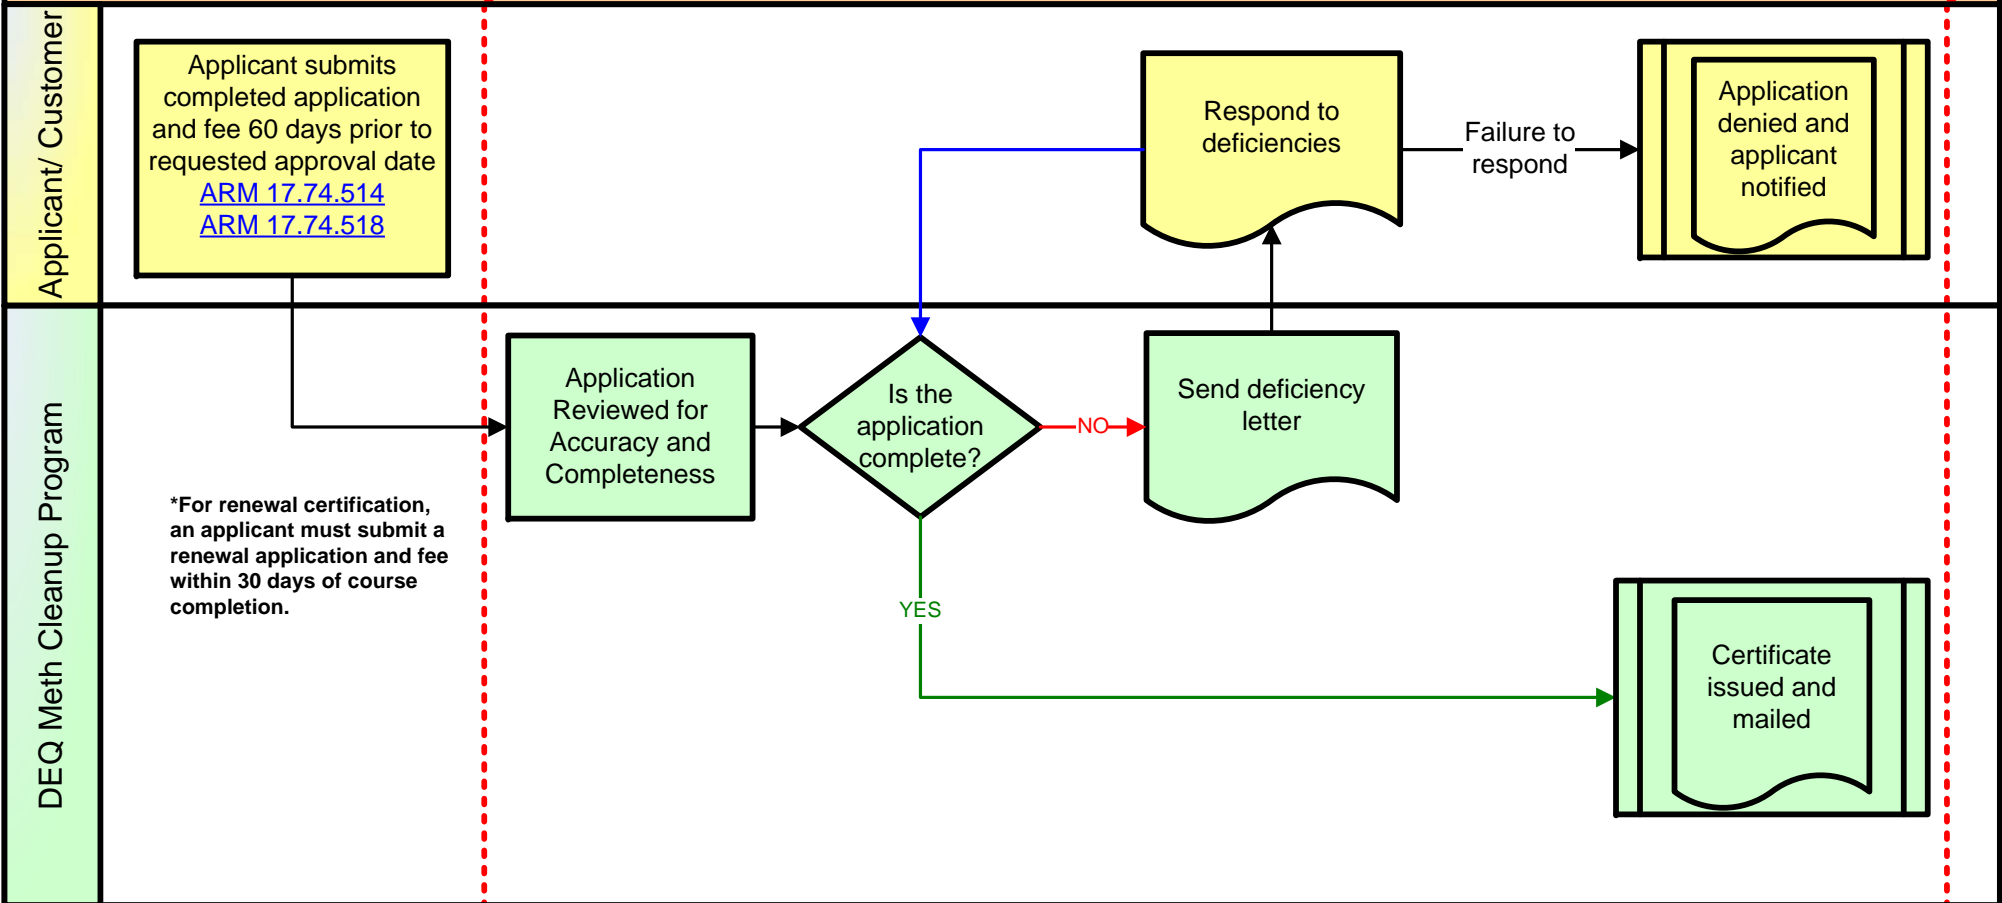 Applicant/ Customer
Applicant submits
completed application
and fee 60 days prior to
requested approval date
ARM 17.74.514
ARM 17.74.518
Respond to
deficiencies
Failure to
respond
Application
denied and
applicant
notified
DEQ Meth Cleanup Program
*For renewal certification,
an applicant must submit a
renewal application and fee
within 30 days of course
completion.
Application
Reviewed for
Accuracy and
Completeness
Is the
application
complete?
NO
Send deficiency
letter
YES
Certificate
issued and
mailed